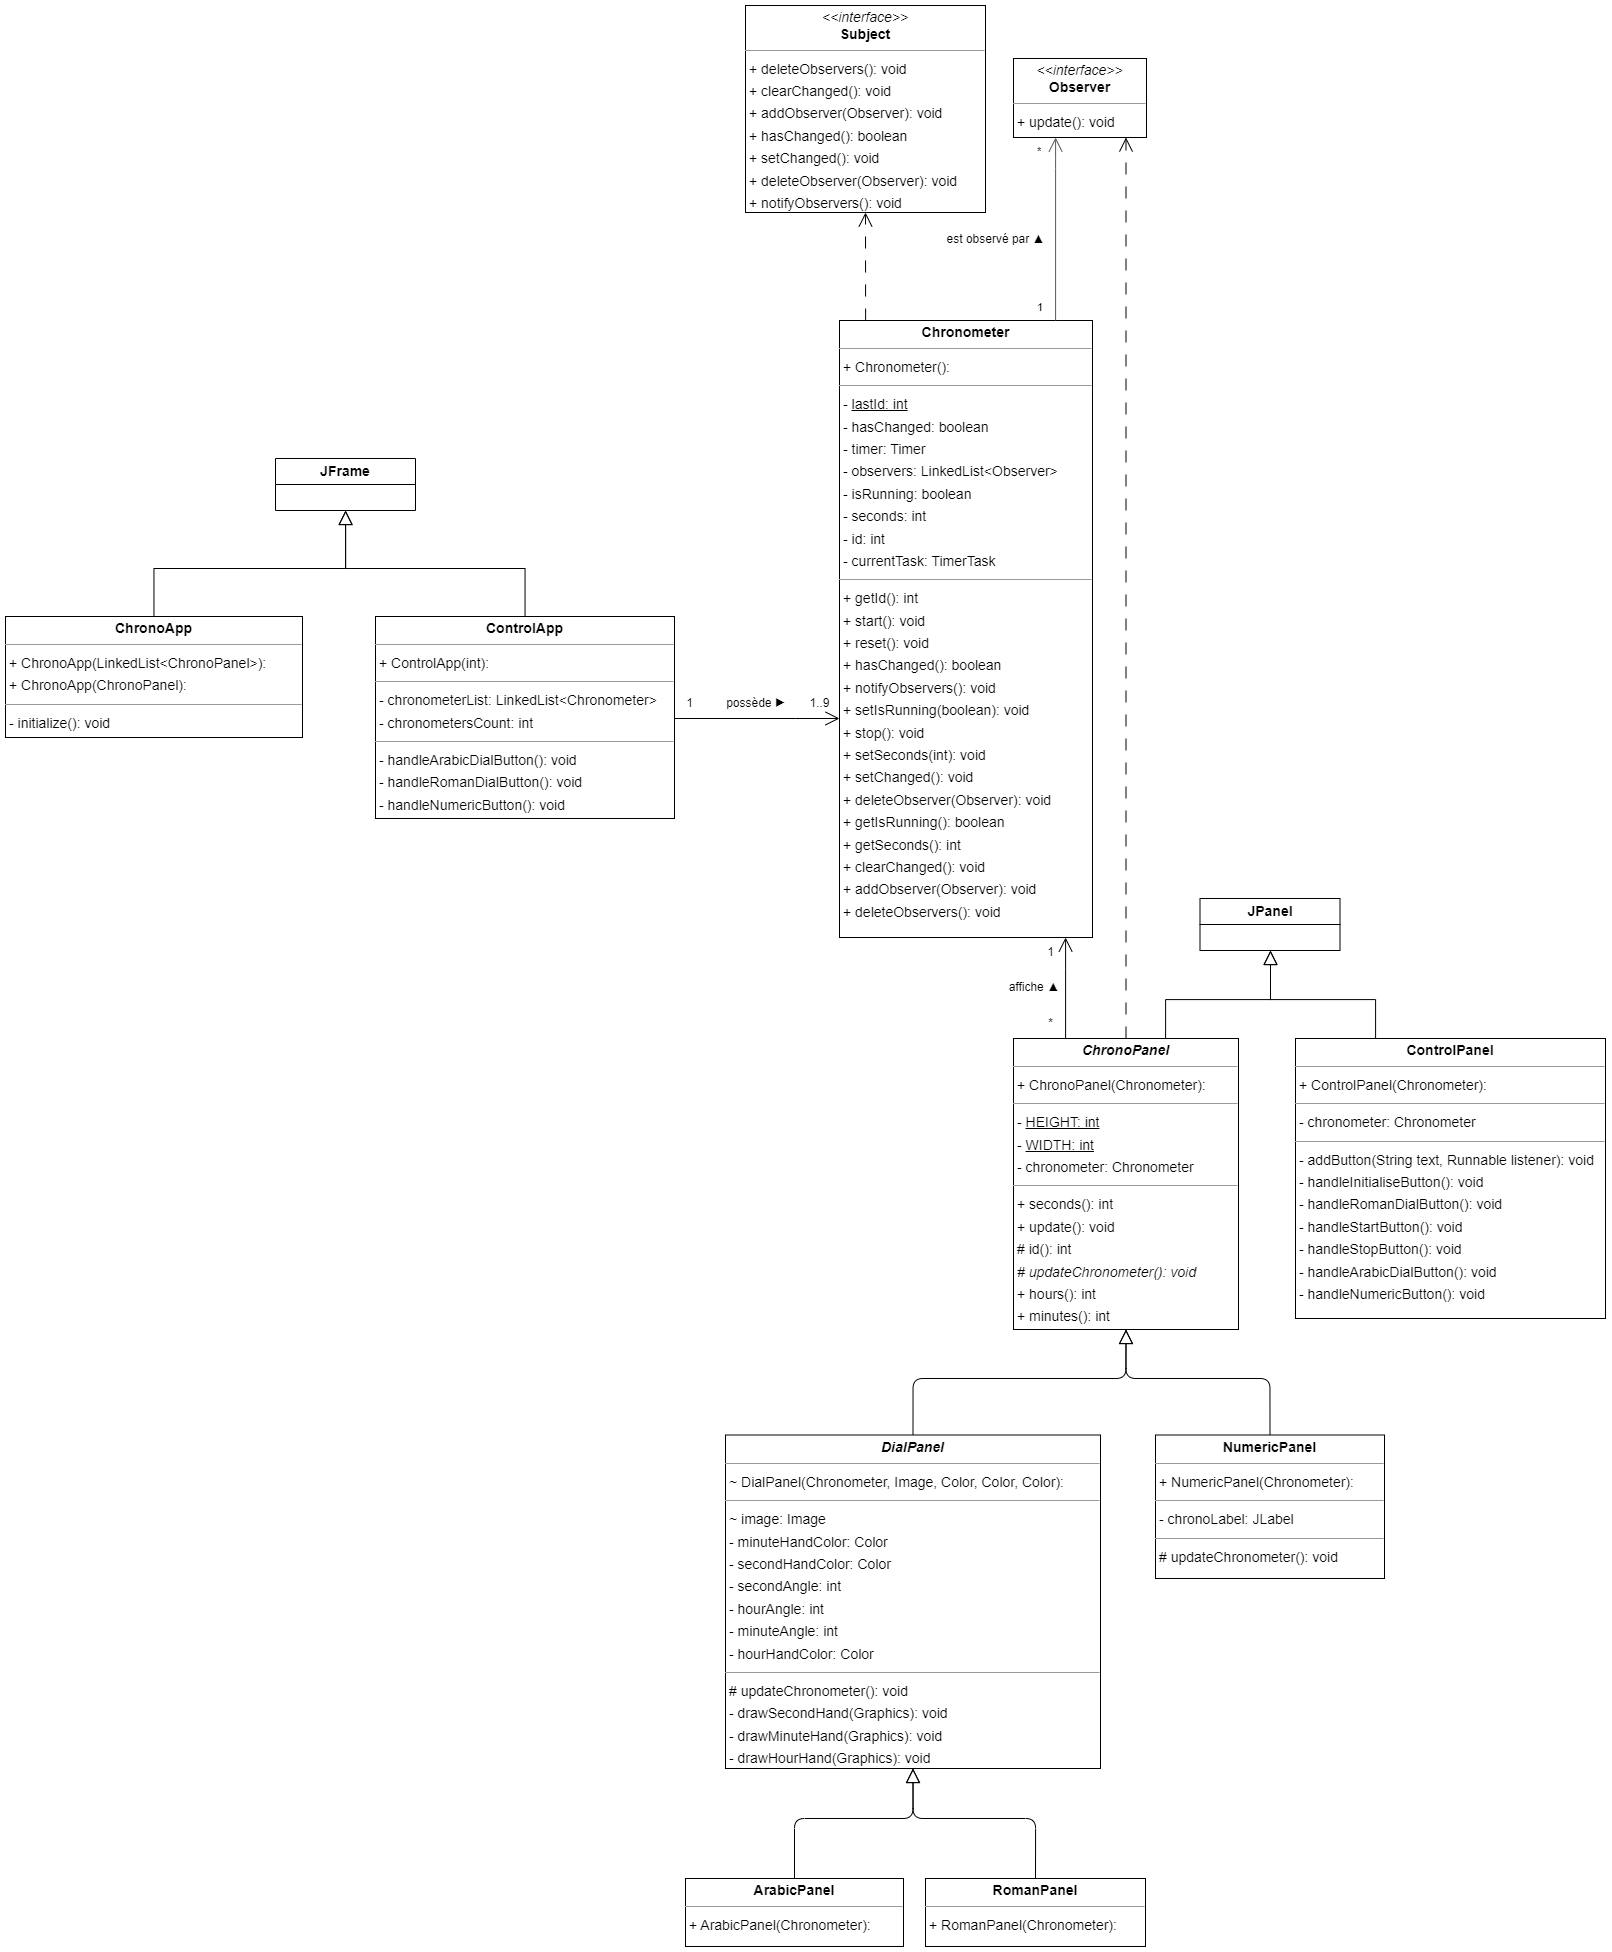 <<interface>>
Subject
+ deleteObservers(): void
+ clearChanged(): void
+ addObserver(Observer): void
+ hasChanged(): boolean
+ setChanged(): void
+ deleteObserver(Observer): void
+ notifyObservers(): void
<<interface>>
Observer
+ update(): void
*
est observé par ▲
1
Chronometer
+ Chronometer():
- lastId: int
- hasChanged: boolean
- timer: Timer
- observers: LinkedList<Observer>
- isRunning: boolean
- seconds: int
- id: int
- currentTask: TimerTask
+ getId(): int
+ start(): void
+ reset(): void
+ hasChanged(): boolean
+ notifyObservers(): void
+ setIsRunning(boolean): void
+ stop(): void
+ setSeconds(int): void
+ setChanged(): void
+ deleteObserver(Observer): void
+ getIsRunning(): boolean
+ getSeconds(): int
+ clearChanged(): void
+ addObserver(Observer): void
+ deleteObservers(): void
JFrame
ChronoApp
+ ChronoApp(LinkedList<ChronoPanel>):
+ ChronoApp(ChronoPanel):
- initialize(): void
ControlApp
+ ControlApp(int):
- chronometerList: LinkedList<Chronometer>
- chronometersCount: int
- handleArabicDialButton(): void
- handleRomanDialButton(): void
- handleNumericButton(): void
1 possède ► 1..9
1
affiche ▲
*
JPanel
ChronoPanel
+ ChronoPanel(Chronometer):
- HEIGHT: int
- WIDTH: int
- chronometer: Chronometer
+ seconds(): int
+ update(): void
# id(): int
# updateChronometer(): void
+ hours(): int
+ minutes(): int
ControlPanel
+ ControlPanel(Chronometer):
- chronometer: Chronometer
- addButton(String text, Runnable listener): void
- handleInitialiseButton(): void
- handleRomanDialButton(): void
- handleStartButton(): void
- handleStopButton(): void
- handleArabicDialButton(): void
- handleNumericButton(): void
DialPanel
~ DialPanel(Chronometer, Image, Color, Color, Color):
~ image: Image
- minuteHandColor: Color
- secondHandColor: Color
- secondAngle: int
- hourAngle: int
- minuteAngle: int
- hourHandColor: Color
# updateChronometer(): void
- drawSecondHand(Graphics): void
- drawMinuteHand(Graphics): void
- drawHourHand(Graphics): void
NumericPanel
+ NumericPanel(Chronometer):
- chronoLabel: JLabel
# updateChronometer(): void
ArabicPanel
+ ArabicPanel(Chronometer):
RomanPanel
+ RomanPanel(Chronometer):